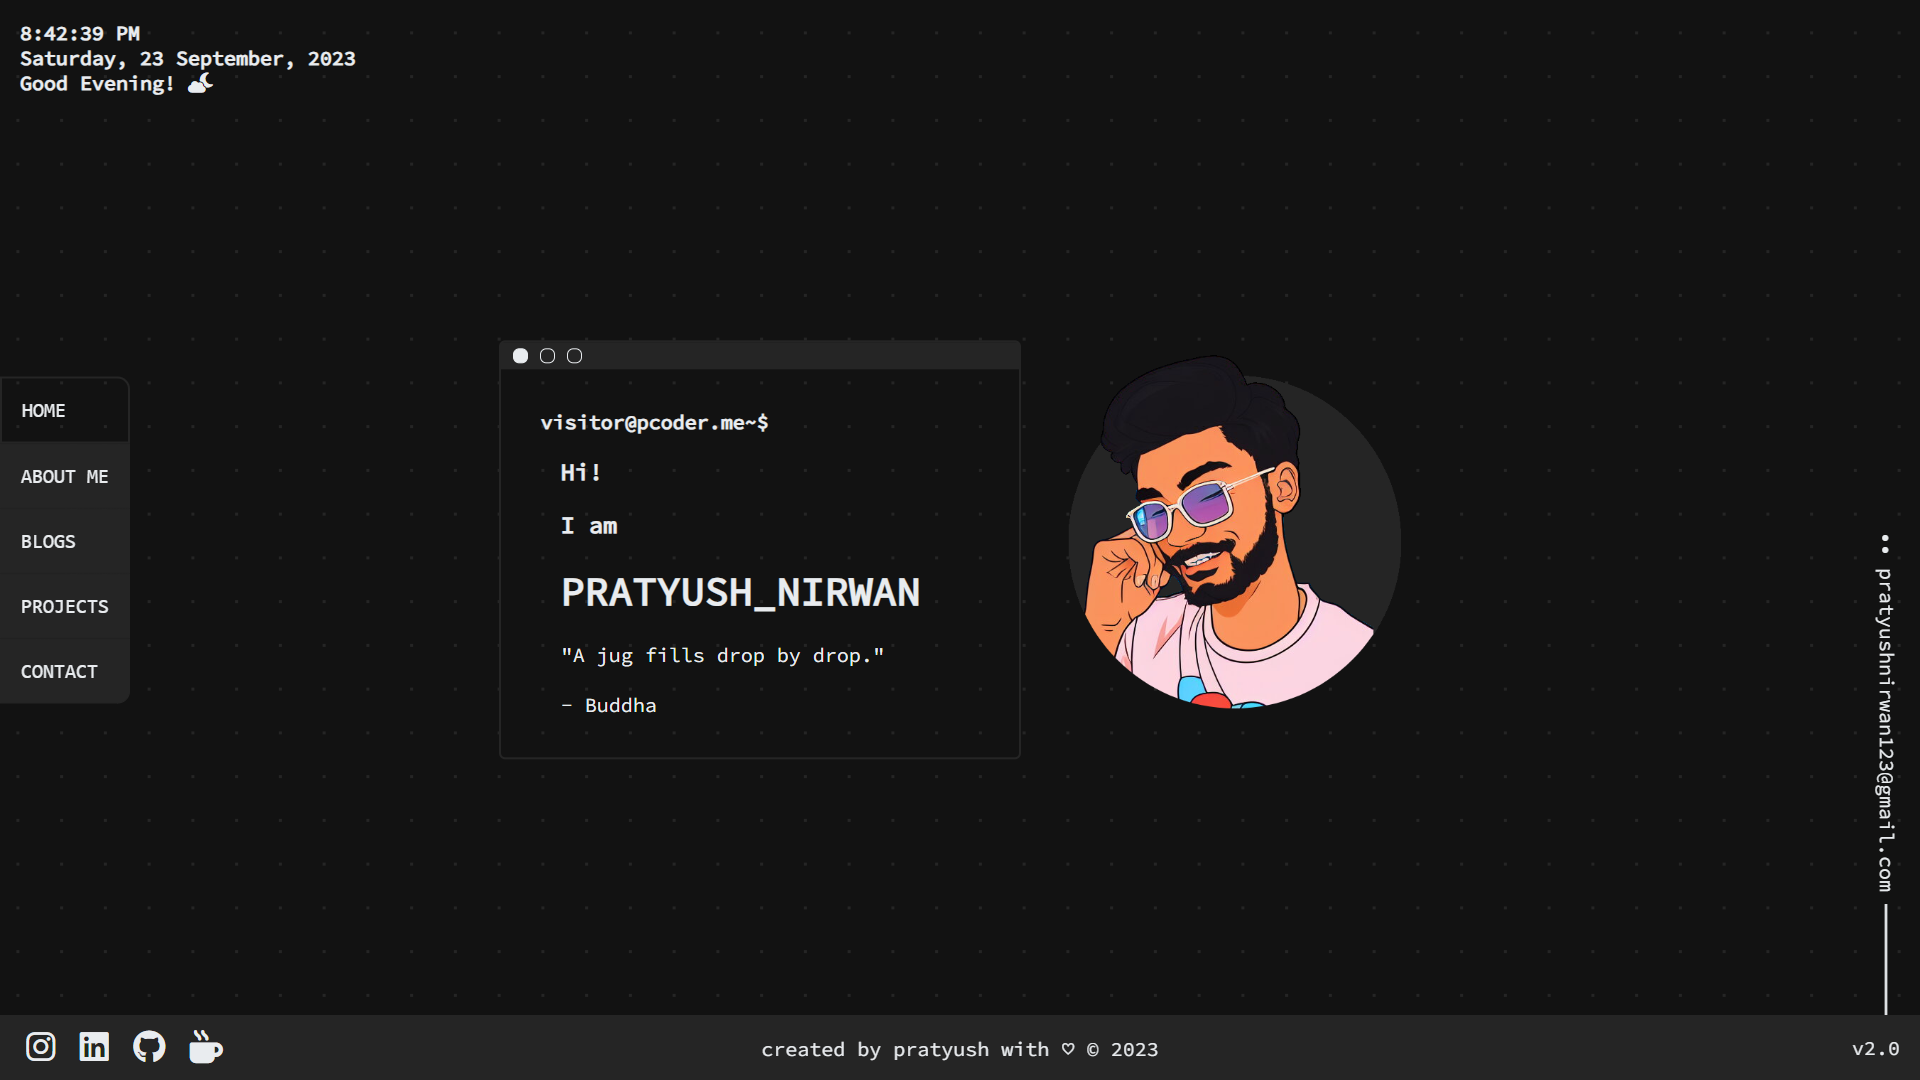 8:42:39 PM
Saturday, 23 September, 2023
Good Evening!
HOME
ABOUT ME
BLOGS
PROJECTS
CONTACT
visitor@pcoder.me~$
Hi!
I am
PRATYUSH_NIRWAN
"A jug fills drop by drop."
- Buddha
pratyushnirwan123@gmail.com
in
created by pratyush with ♡ © 2023
v2.0